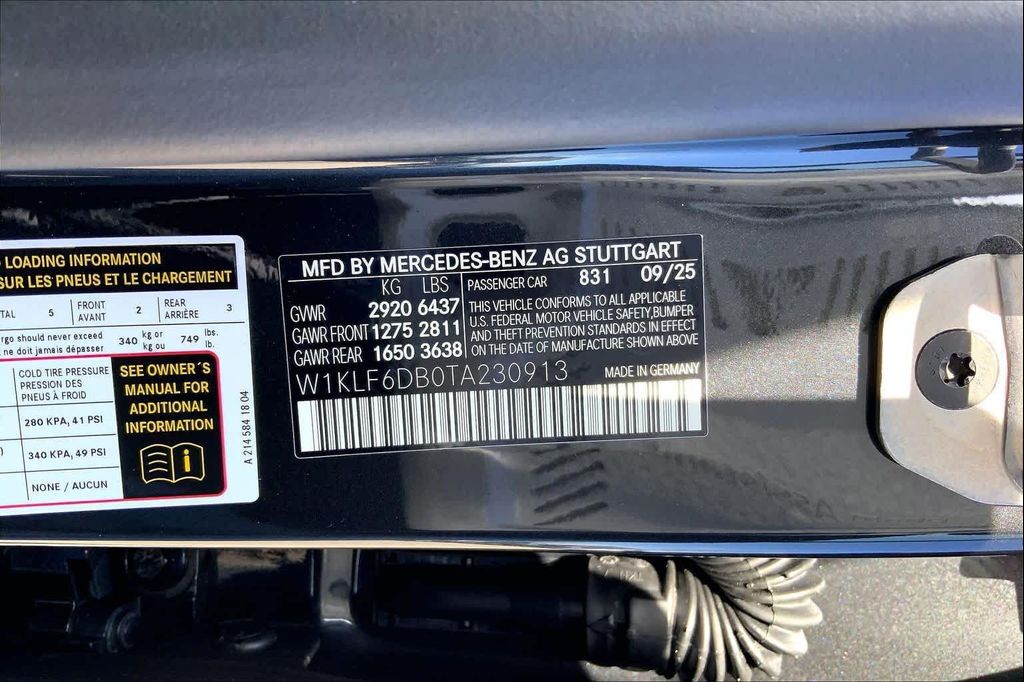 LOADING INFORMATION
SUR LES PNEUS ET LE CHARGEMENT
TAL 5 FRONT AVANT 2 REAR ARRIÈRE 3
rgo should never exceed 340 kg or 749 lbs.
ne doit jamais dépasser kg ou lb.
COLD TIRE PRESSURE
PRESSION DES
PNEUS À FROID
280 KPA, 41 PSI
340 KPA, 49 PSI
NONE / AUCUN
SEE OWNER´S
MANUAL FOR
ADDITIONAL
INFORMATION
i
A 214 584 18 04
MFD BY MERCEDES-BENZ AG STUTTGART
KG LBS PASSENGER CAR 831 09/25
GVWR 2920 6437
GAWR FRONT 1275 2811
GAWR REAR 1650 3638
THIS VEHICLE CONFORMS TO ALL APPLICABLE
U.S. FEDERAL MOTOR VEHICLE SAFETY,BUMPER
AND THEFT PREVENTION STANDARDS IN EFFECT
ON THE DATE OF MANUFACTURE SHOWN ABOVE
W1KLF6DB0TA230913 MADE IN GERMANY